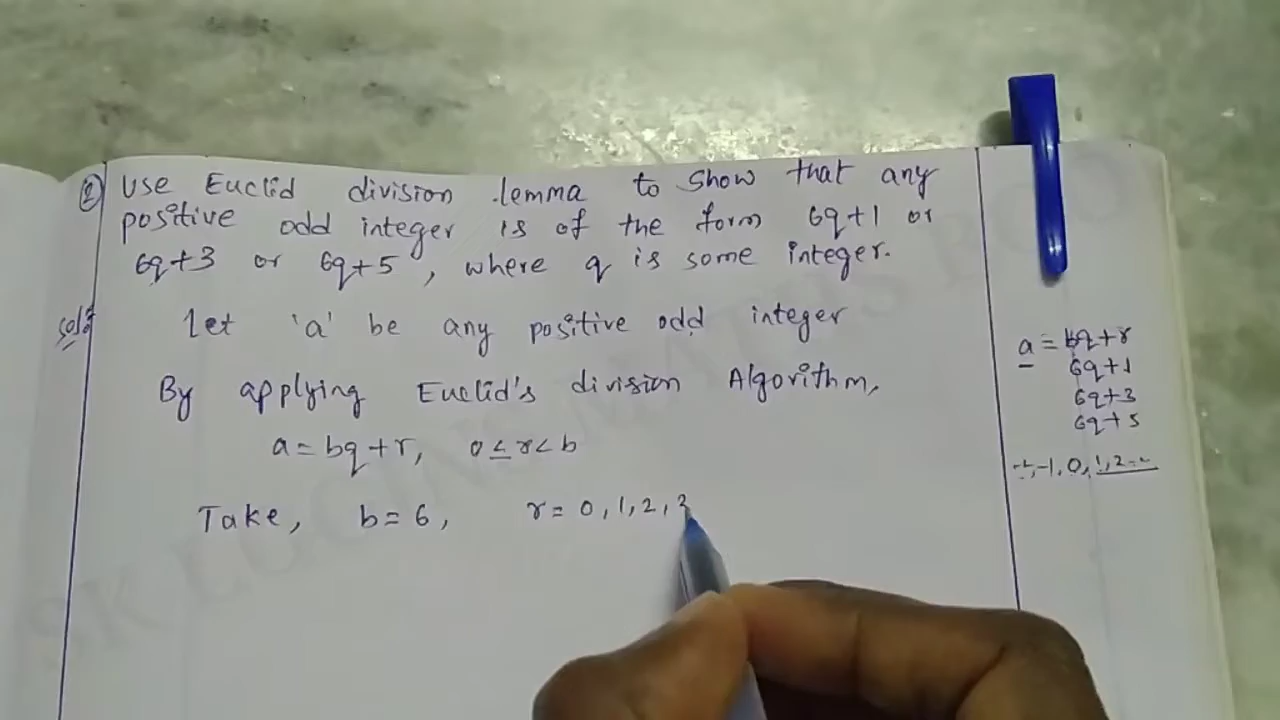 ② Use Euclid division lemma to show that any
positive odd integer is of the form 6q+1 or
6q+3 or 6q+5, where q is some integer.
Sol:
Let 'a' be any positive odd integer
By applying Euclid's division Algorithm,
a = bq + r, 0 ≤ r < b
Take, b = 6, r = 0, 1, 2, 3
a = bq + r
6q+1
6q+3
6q+5
-1, 0, 1, 2